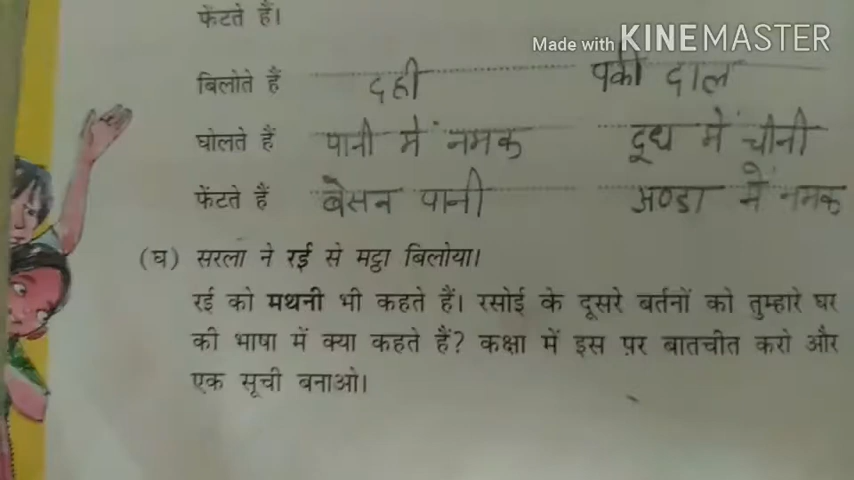 फेंटते हैं।
Made with KINEMASTER
बिलोते हैं दही पकी दाल
घोलते हैं पानी में नमक दूध में चीनी
फेंटते हैं बेसन पानी अण्डा में नमक
(घ) सरला ने रई से मट्ठा बिलोया।
रई को मथनी भी कहते हैं। रसोई के दूसरे बर्तनों को तुम्हारे घर
की भाषा में क्या कहते हैं? कक्षा में इस पर बातचीत करो और
एक सूची बनाओ।